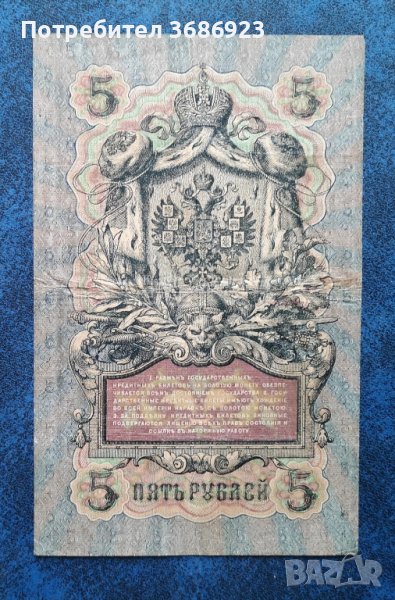 Потребител 3686923
5 5
1. РАЗМѢНЪ ГОСУДАРСТВЕННЫХЪ
КРЕДИТНЫХЪ БИЛЕТОВЪ НА ЗОЛОТУЮ МОНЕТУ ОБЕЗПЕ-
ЧИВАЕТСЯ ВСѢМЪ ДОСТОЯНІЕМЪ ГОСУДАРСТВА. 2. ГОСУ-
ДАРСТВЕННЫЕ КРЕДИТНЫЕ БИЛЕТЫ ИМѢЮТЪ ХОЖДЕНІЕ
ВО ВСЕЙ ИМПЕРІИ НАРАВНѢ СЪ ЗОЛОТОЮ МОНЕТОЮ.
3. ЗА ПОДДѢЛКУ КРЕДИТНЫХЪ БИЛЕТОВЪ ВИНОВНЫЕ
ПОДВЕРГАЮТСЯ ЛИШЕНІЮ ВСѢХЪ ПРАВЪ СОСТОЯНІЯ И
ССЫЛКѢ ВЪ КАТОРЖНУЮ РАБОТУ.
5 ПЯТЬ РУБЛЕЙ 5
BAZAR